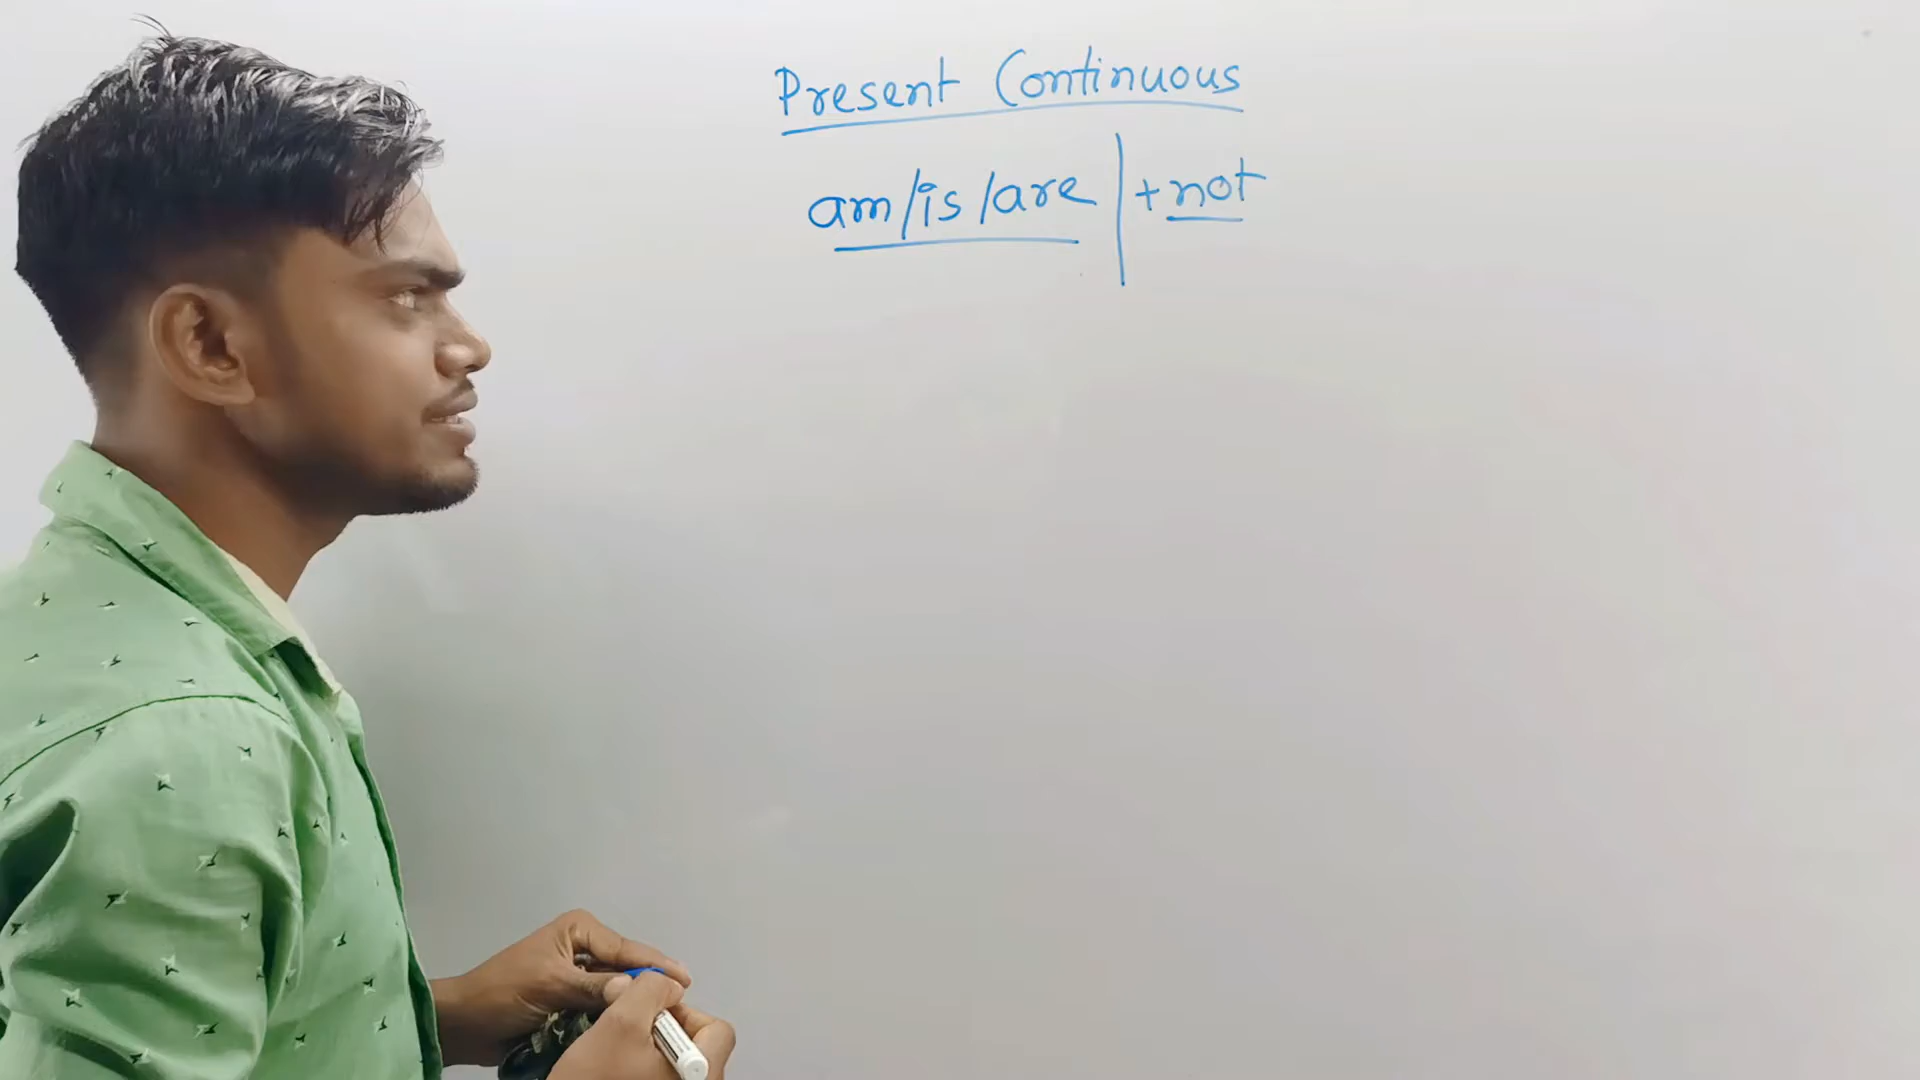 Present Continuous
am/is/are | + not